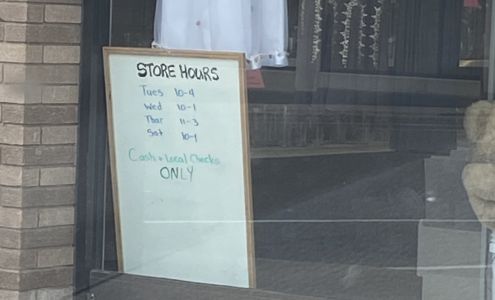 STORE HOURS
Tues 10-4
Wed 10-1
Thur 11-3
Sat 10-1
Cash + Local Checks
ONLY